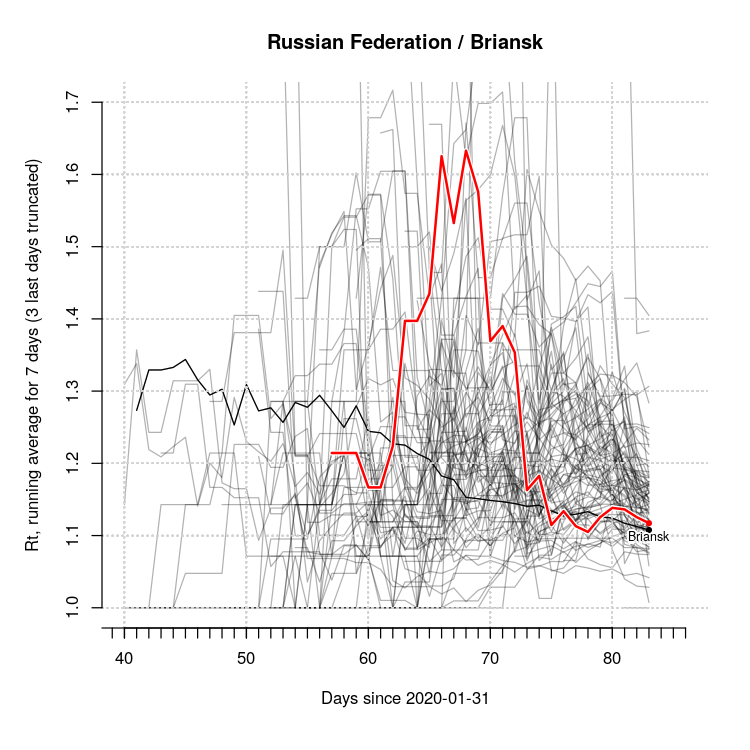 Russian Federation / Briansk
Rt, running average for 7 days (3 last days truncated)
1.7
1.6
1.5
1.4
1.3
1.2
1.1
1.0
Briansk
40 50 60 70 80
Days since 2020-01-31